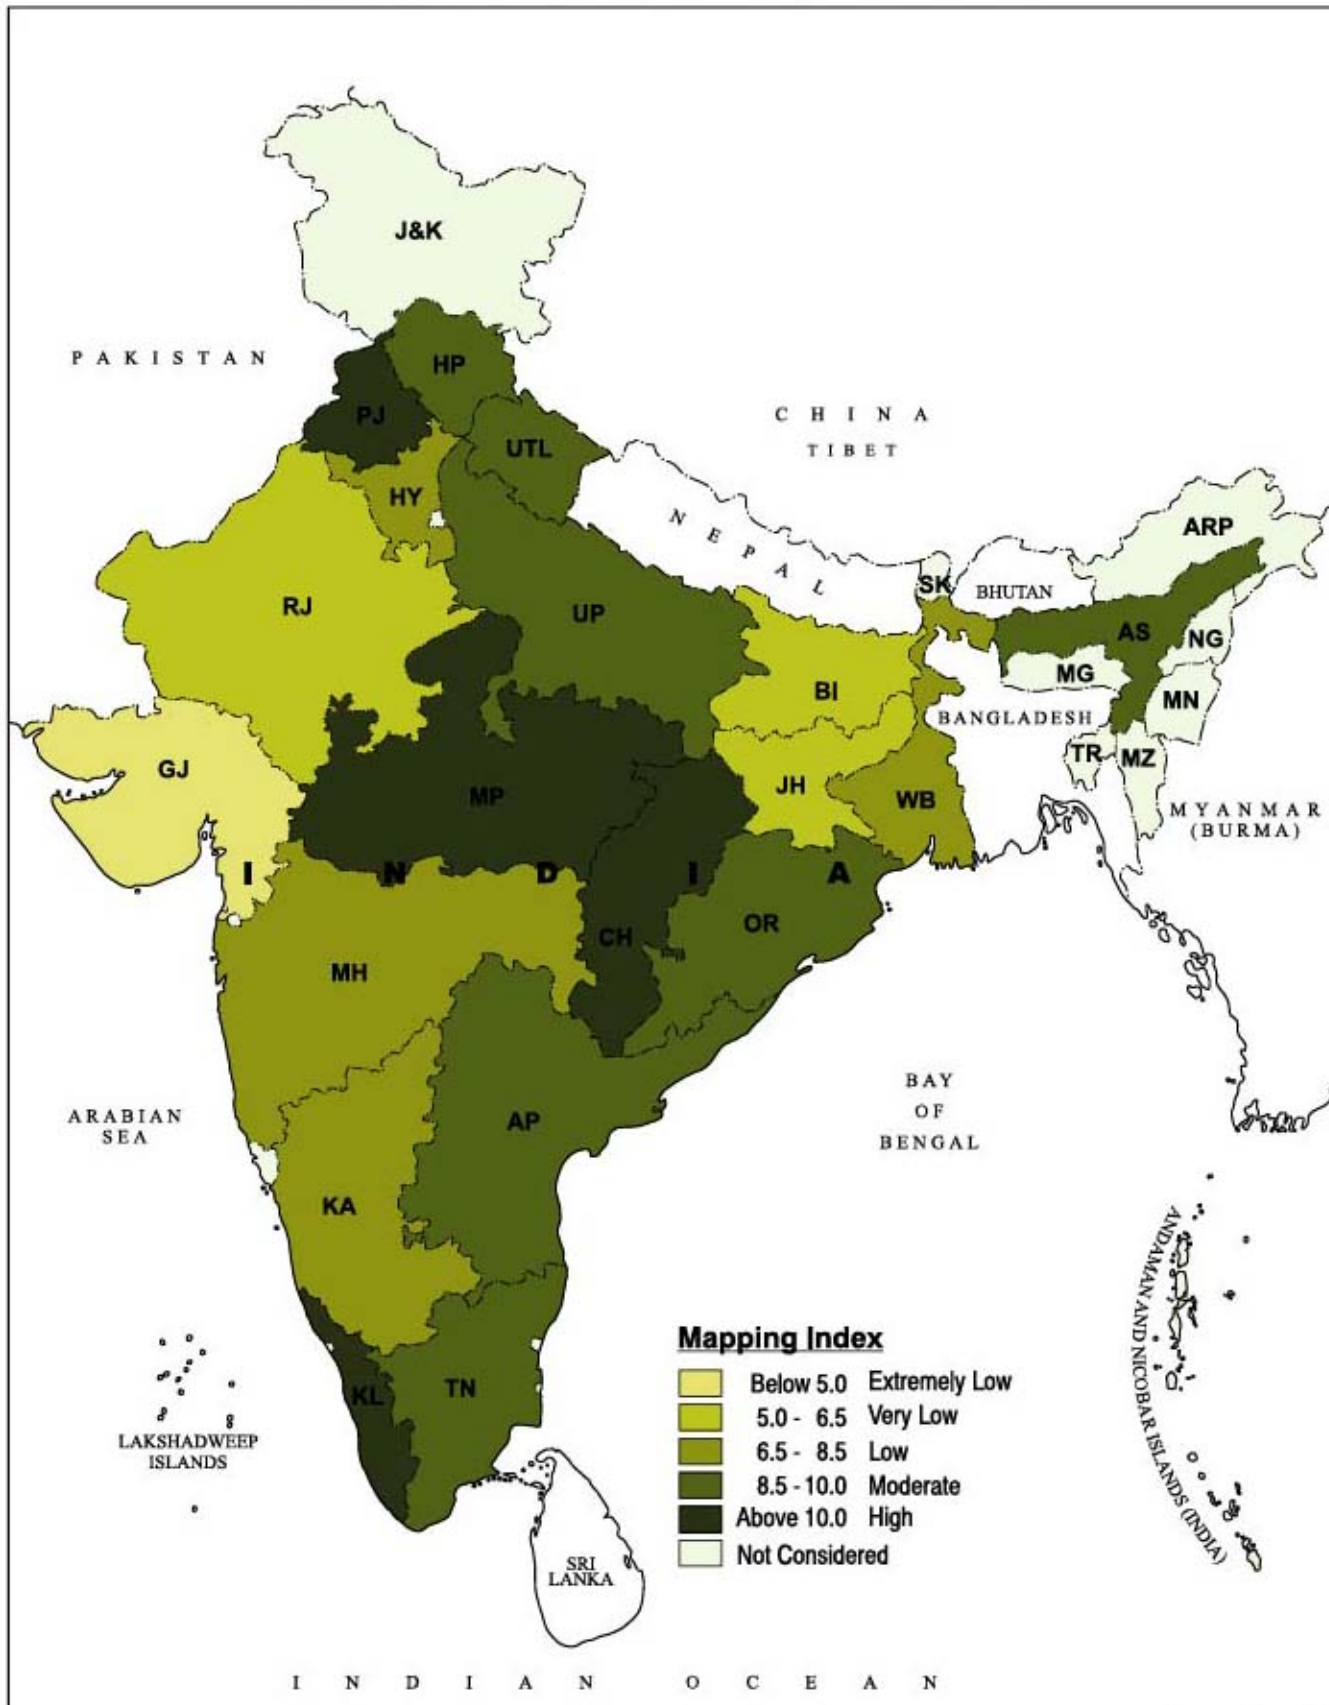 J&K
PAKISTAN
HP
PJ
CHINA
TIBET
UTL
HY
NEPAL
ARP
SK
BHUTAN
RJ
UP
AS
NG
MG
BI
MN
BANGLADESH
TR
MZ
GJ
MP
JH
WB
MYANMAR
(BURMA)
INDIA
CH
OR
MH
ARABIAN
SEA
AP
BAY
OF
BENGAL
KA
ANDAMAN AND NICOBAR ISLANDS (INDIA)
KL
TN
LAKSHADWEEP
ISLANDS
Mapping Index
Below 5.0 Extremely Low
5.0 - 6.5 Very Low
6.5 - 8.5 Low
8.5 - 10.0 Moderate
Above 10.0 High
Not Considered
SRI
LANKA
INDIAN OCEAN